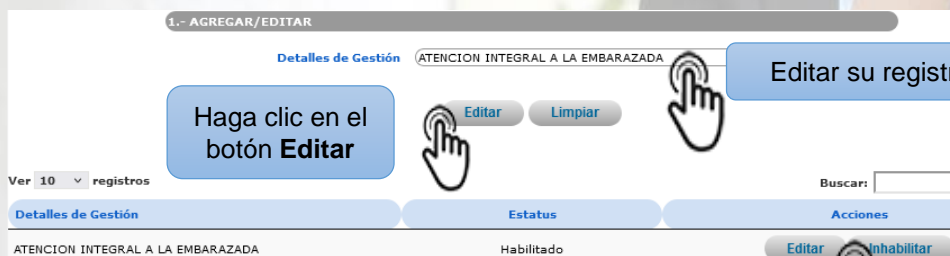 1.- AGREGAR/EDITAR
Detalles de Gestión ATENCION INTEGRAL A LA EMBARAZADA
Editar su regist
Haga clic en el
botón Editar
Editar Limpiar
Ver 10 registros
Buscar:
Detalles de Gestión Estatus Acciones
ATENCION INTEGRAL A LA EMBARAZADA Habilitado Editar Inhabilitar